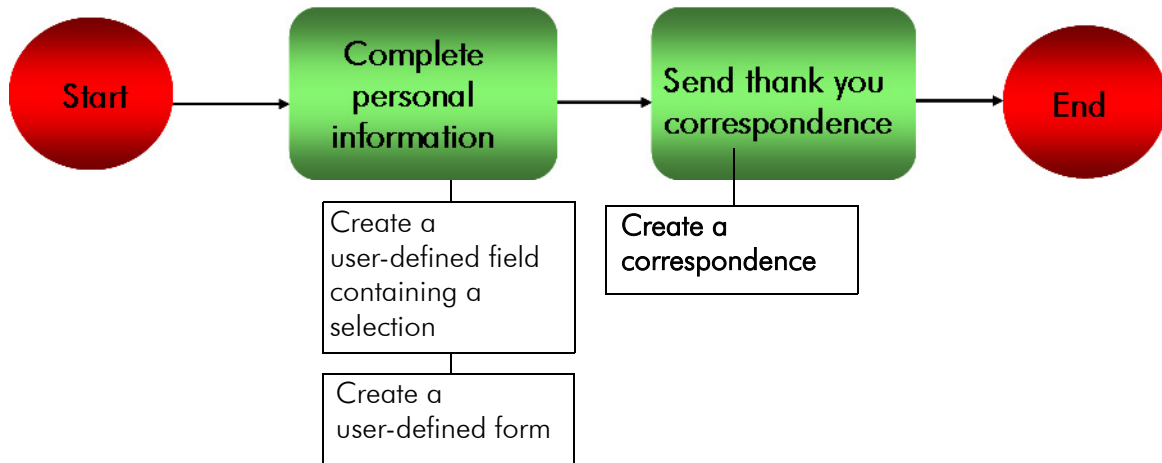 Start
Complete
personal
information
Send thank you
correspondence
End
Create a
user-defined field
containing a
selection
Create a
correspondence
Create a
user-defined form